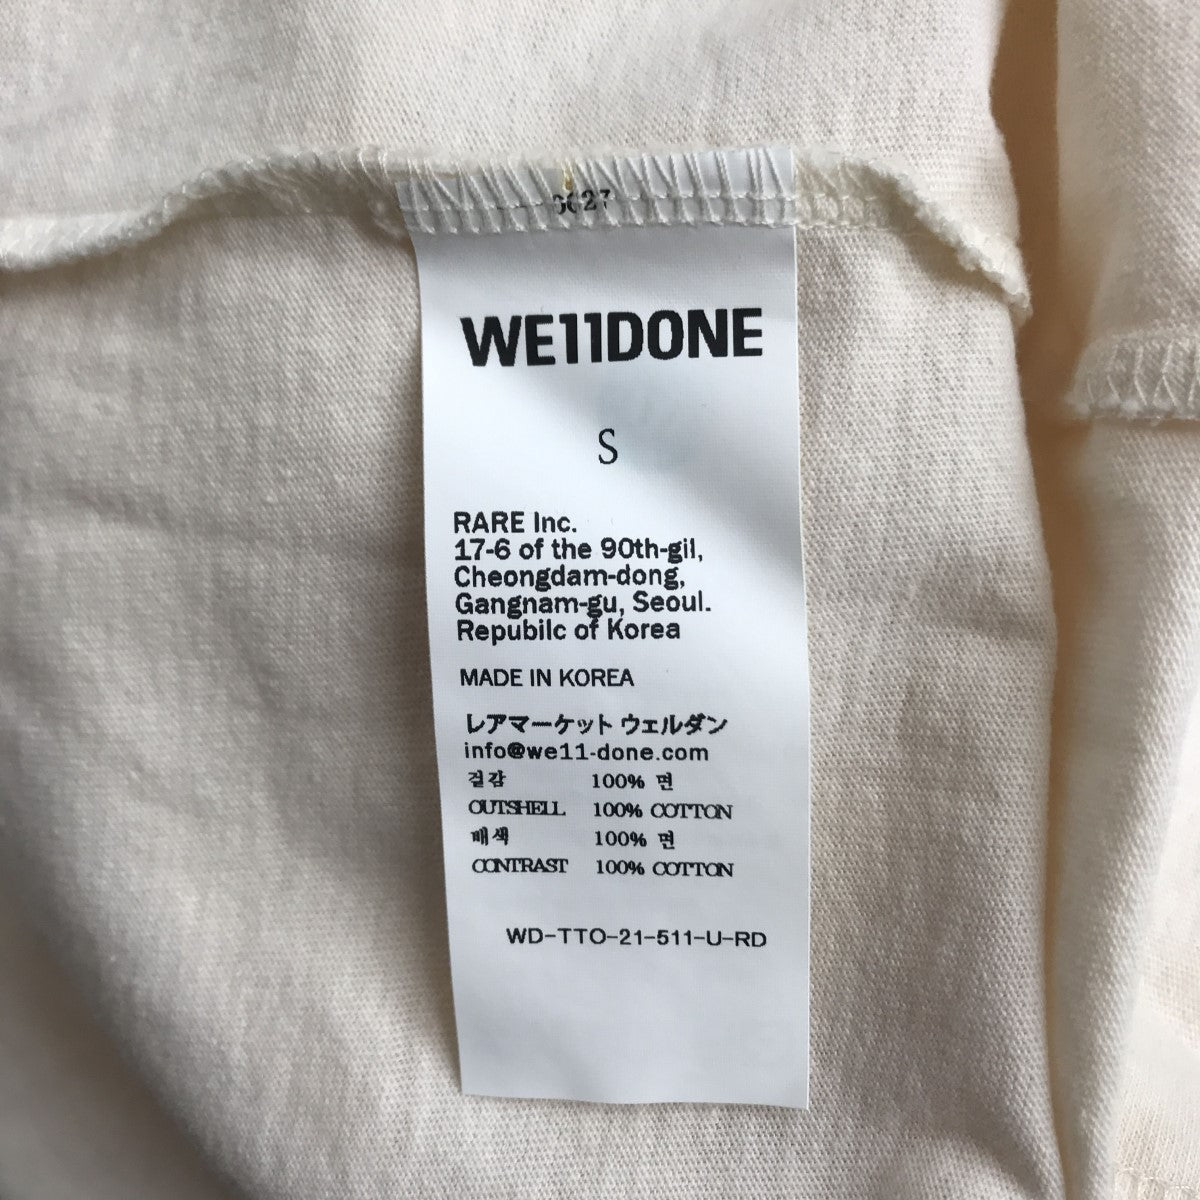 WE11DONE
S
RARE Inc.
17-6 of the 90th-gil,
Cheongdam-dong,
Gangnam-gu, Seoul.
Repubilc of Korea
MADE IN KOREA
レアマーケット ウェルダン
info@we11-done.com
겉감 100% 면
OUTSHELL 100% COTTON
배색 100% 면
CONTRAST 100% COTTON
WD-TTO-21-511-U-RD